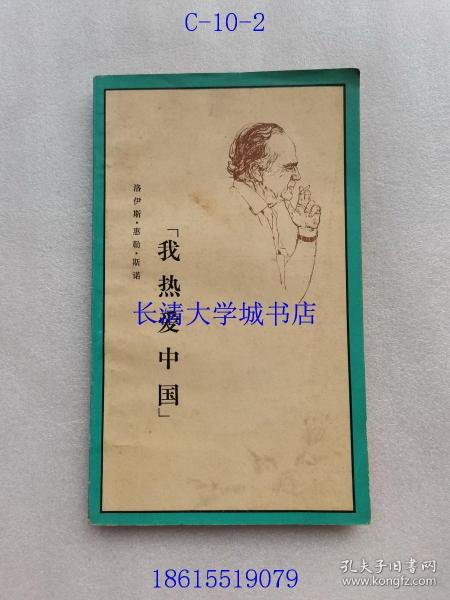 C-10-2
洛伊斯·惠勒·斯诺
「我热爱中国」
长清大学城书店
18615519079
孔夫子旧书网
www.kongfz.com